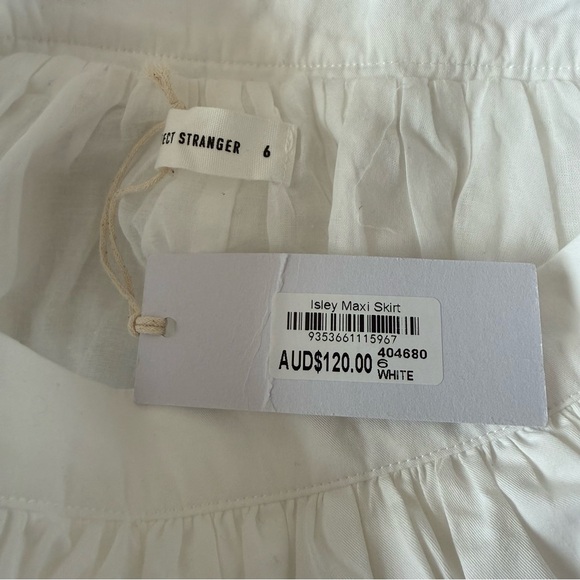 ECT STRANGER 6
Isley Maxi Skirt
9353661115967
AUD$120.00 404680
6
WHITE